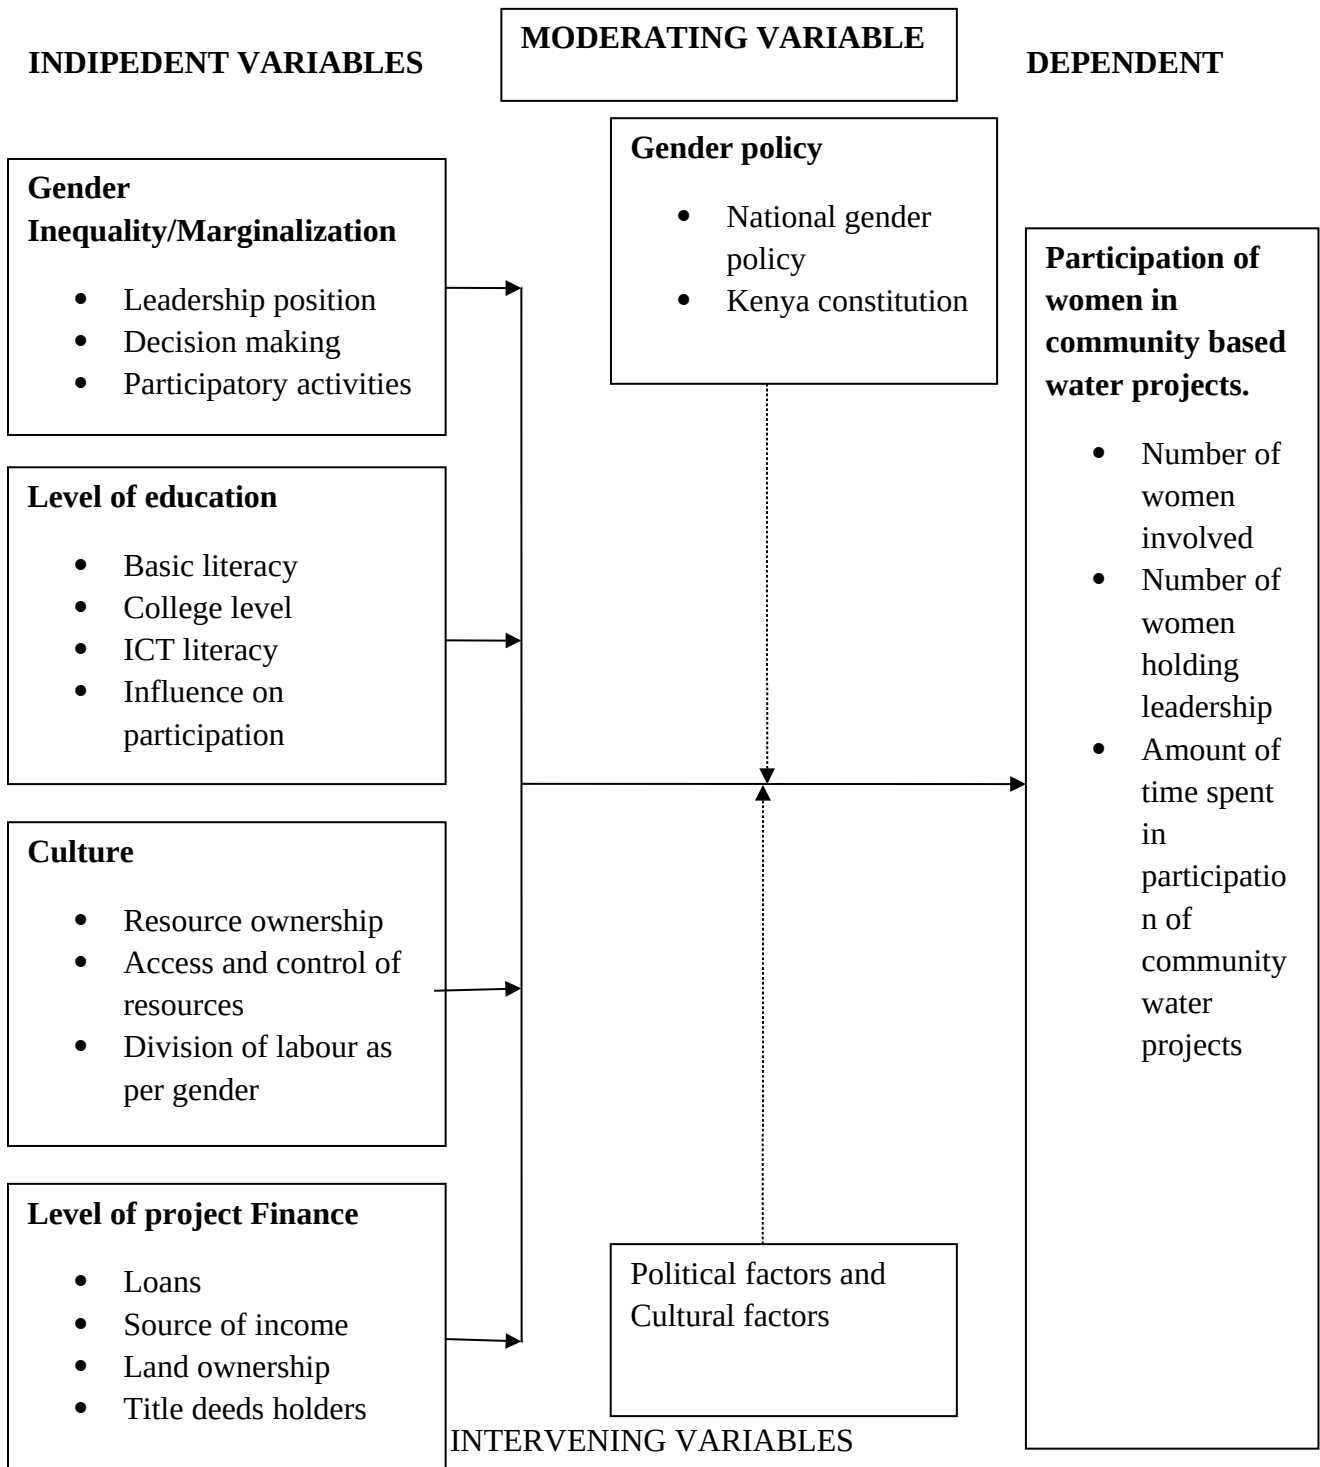 INDIPEDENT VARIABLES
MODERATING VARIABLE
DEPENDENT
Gender
Inequality/Marginalization
• Leadership position
• Decision making
• Participatory activities
Level of education
• Basic literacy
• College level
• ICT literacy
• Influence on
participation
Culture
• Resource ownership
• Access and control of
resources
• Division of labour as
per gender
Level of project Finance
• Loans
• Source of income
• Land ownership
• Title deeds holders
Gender policy
• National gender
policy
• Kenya constitution
Political factors and
Cultural factors
INTERVENING VARIABLES
Participation of
women in
community based
water projects.
• Number of
women
involved
• Number of
women
holding
leadership
• Amount of
time spent
in
participatio
n of
community
water
projects